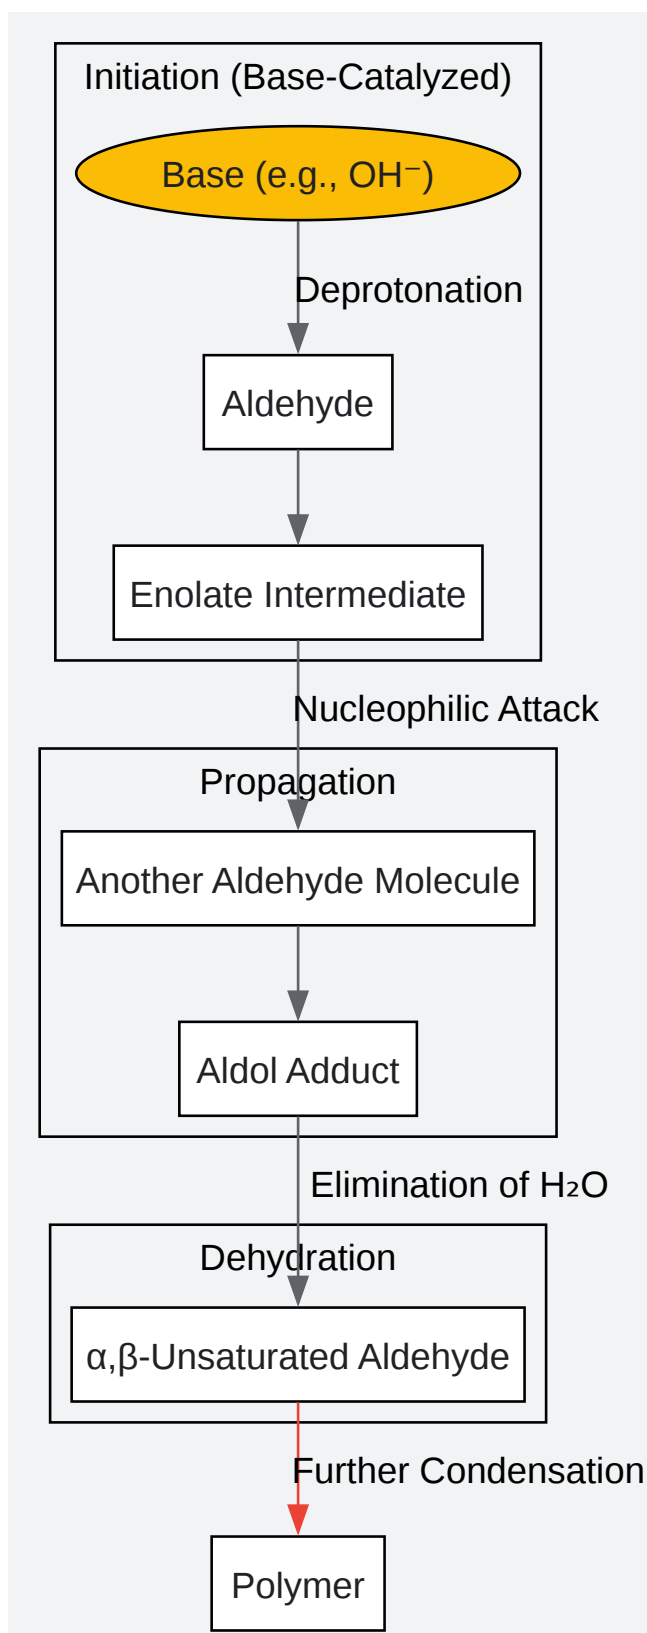 Initiation (Base-Catalyzed)
Base (e.g., OH⁻)
Deprotonation
Aldehyde
Enolate Intermediate
Nucleophilic Attack
Propagation
Another Aldehyde Molecule
Aldol Adduct
Elimination of H₂O
Dehydration
α,β-Unsaturated Aldehyde
Further Condensation
Polymer